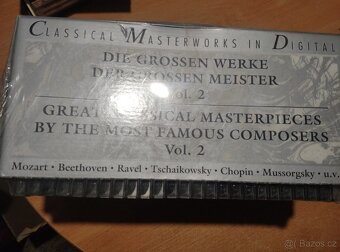 CLASSICAL MASTERWORKS IN DIGITAL
DIE GROSSEN WERKE
DER GROSSEN MEISTER
Vol. 2
GREAT CLASSICAL MASTERPIECES
BY THE MOST FAMOUS COMPOSERS
Vol. 2
Mozart · Beethoven · Ravel · Tschaikowsky · Chopin · Mussorgsky · u.v.
Bazoš.cz